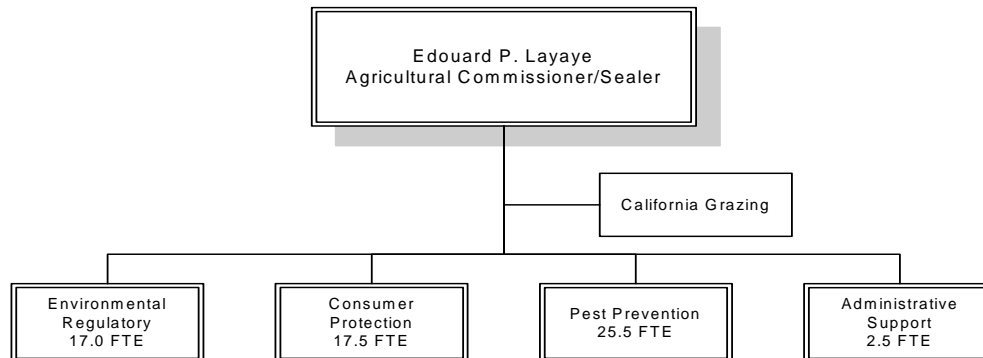 Edouard P. Layaye
Agricultural Commissioner/Sealer
California Grazing
Environmental
Regulatory
17.0 FTE
Consumer
Protection
17.5 FTE
Pest Prevention
25.5 FTE
Administrative
Support
2.5 FTE